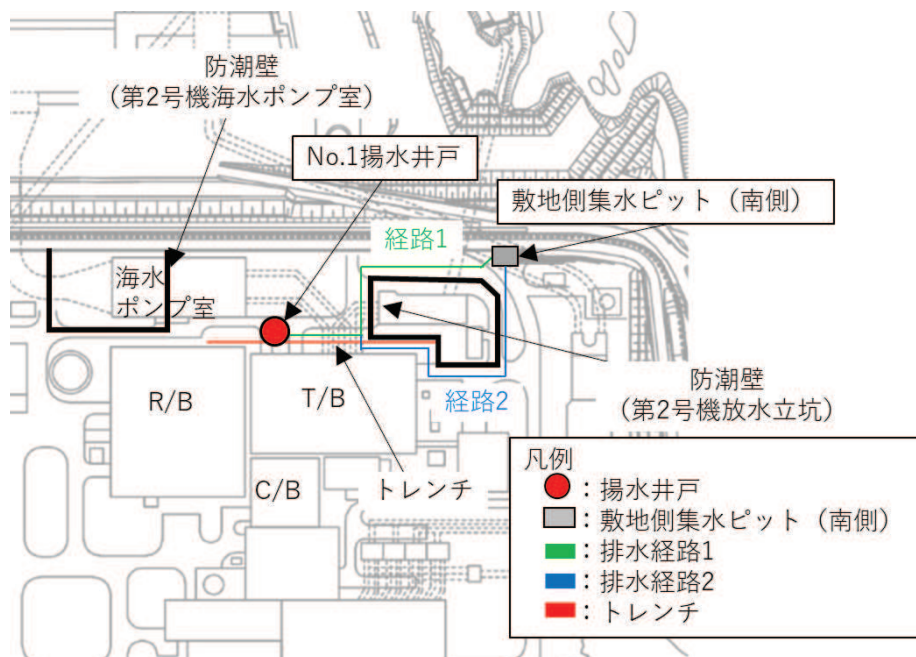 防潮壁
（第2号機海水ポンプ室）
No.1揚水井戸
敷地側集水ピット（南側）
経路1
海水
ポンプ室
R/B
T/B
経路2
防潮壁
（第2号機放水立坑）
C/B
トレンチ
凡例
：揚水井戸
：敷地側集水ピット（南側）
：排水経路1
：排水経路2
：トレンチ